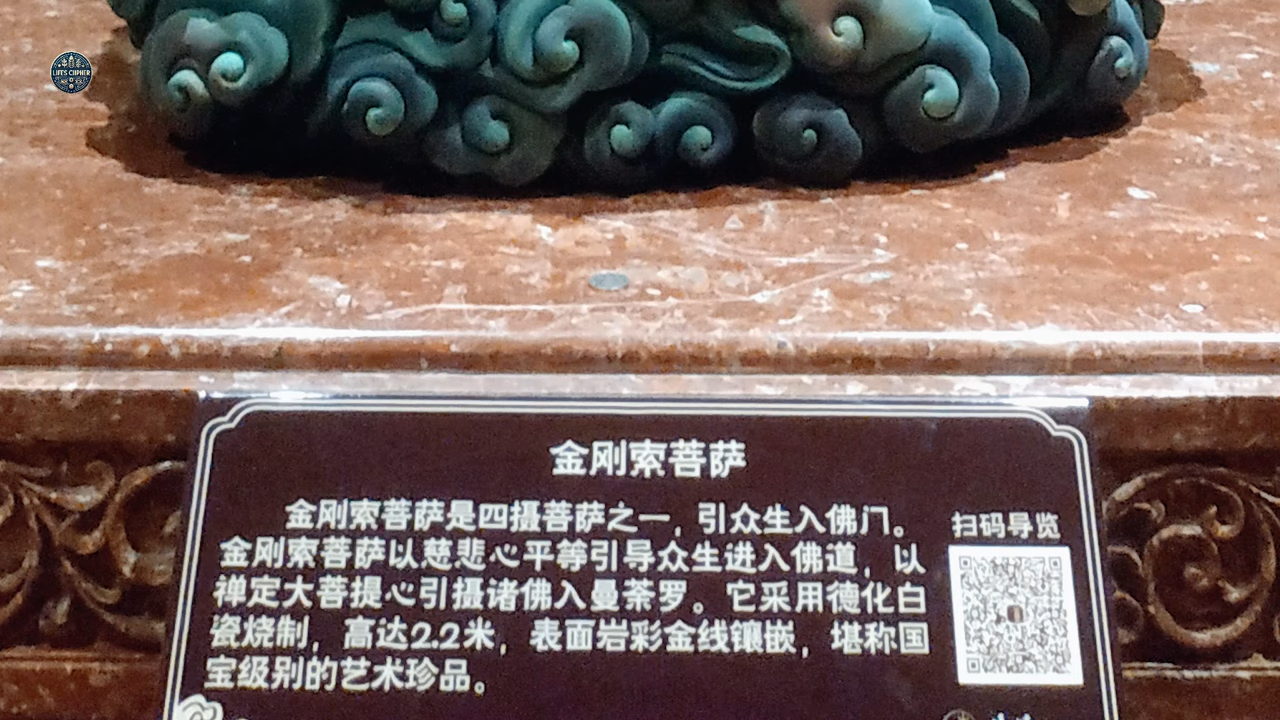 LIFE'S CIPHER
金刚索菩萨
金刚索菩萨是四摄菩萨之一，引众生入佛门。
金刚索菩萨以慈悲心平等引导众生进入佛道，以
禅定大菩提心引摄诸佛入曼荼罗。它采用德化白
瓷烧制，高达2.2米，表面岩彩金线镶嵌，堪称国
宝级别的艺术珍品。
扫码导览